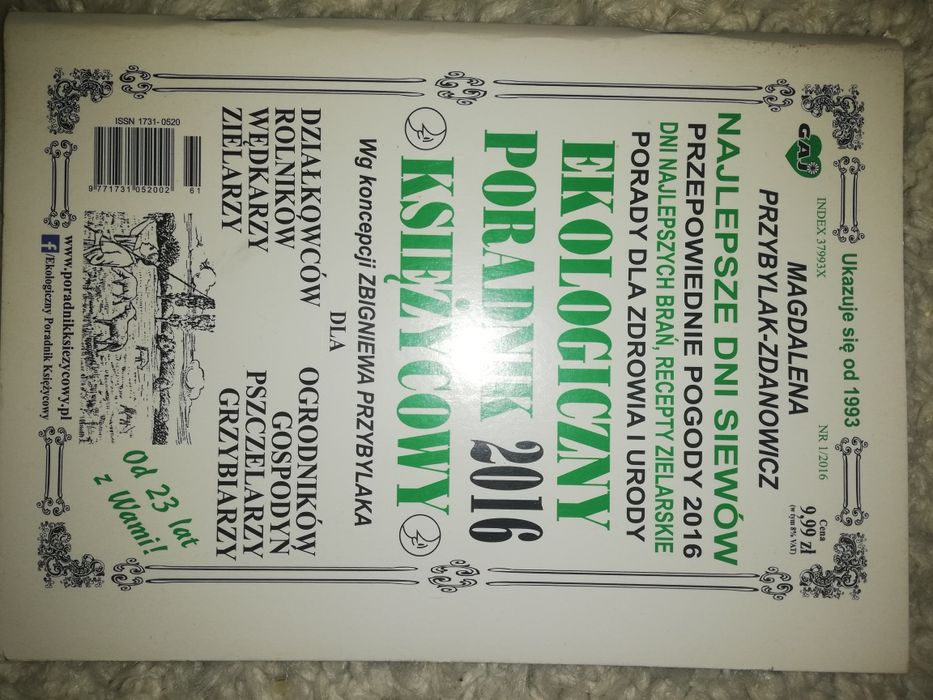 Ukazuje się od 1993
GAJ
INDEX 37993X
NR 1/2016
MAGDALENA
PRZYBYLAK-ZDANOWICZ
Cena
9,99 zł
(w tym 8% VAT)
NAJLEPSZE DNI SIEWÓW
PRZEPOWIEDNIE POGODY 2016
DNI NAJLEPSZYCH BRAŃ, RECEPTY ZIELARSKIE
PORADY DLA ZDROWIA I URODY
EKOLOGICZNY
PORADNIK 2016
KSIĘŻYCOWY
Wg koncepcji ZBIGNIEWA PRZYBYLAKA
DLA
DZIAŁKOWCÓW
ROLNIKÓW
WĘDKARZY
ZIELARZY
OGRODNIKÓW
GOSPODYŃ
PSZCZELARZY
GRZYBIARZY
ISSN 1731-0520
61
9 771731 052002
Od 23 lat
z Wami!
www.poradnikksiezycowy.pl
f/Ekologiczny Poradnik Księżycowy